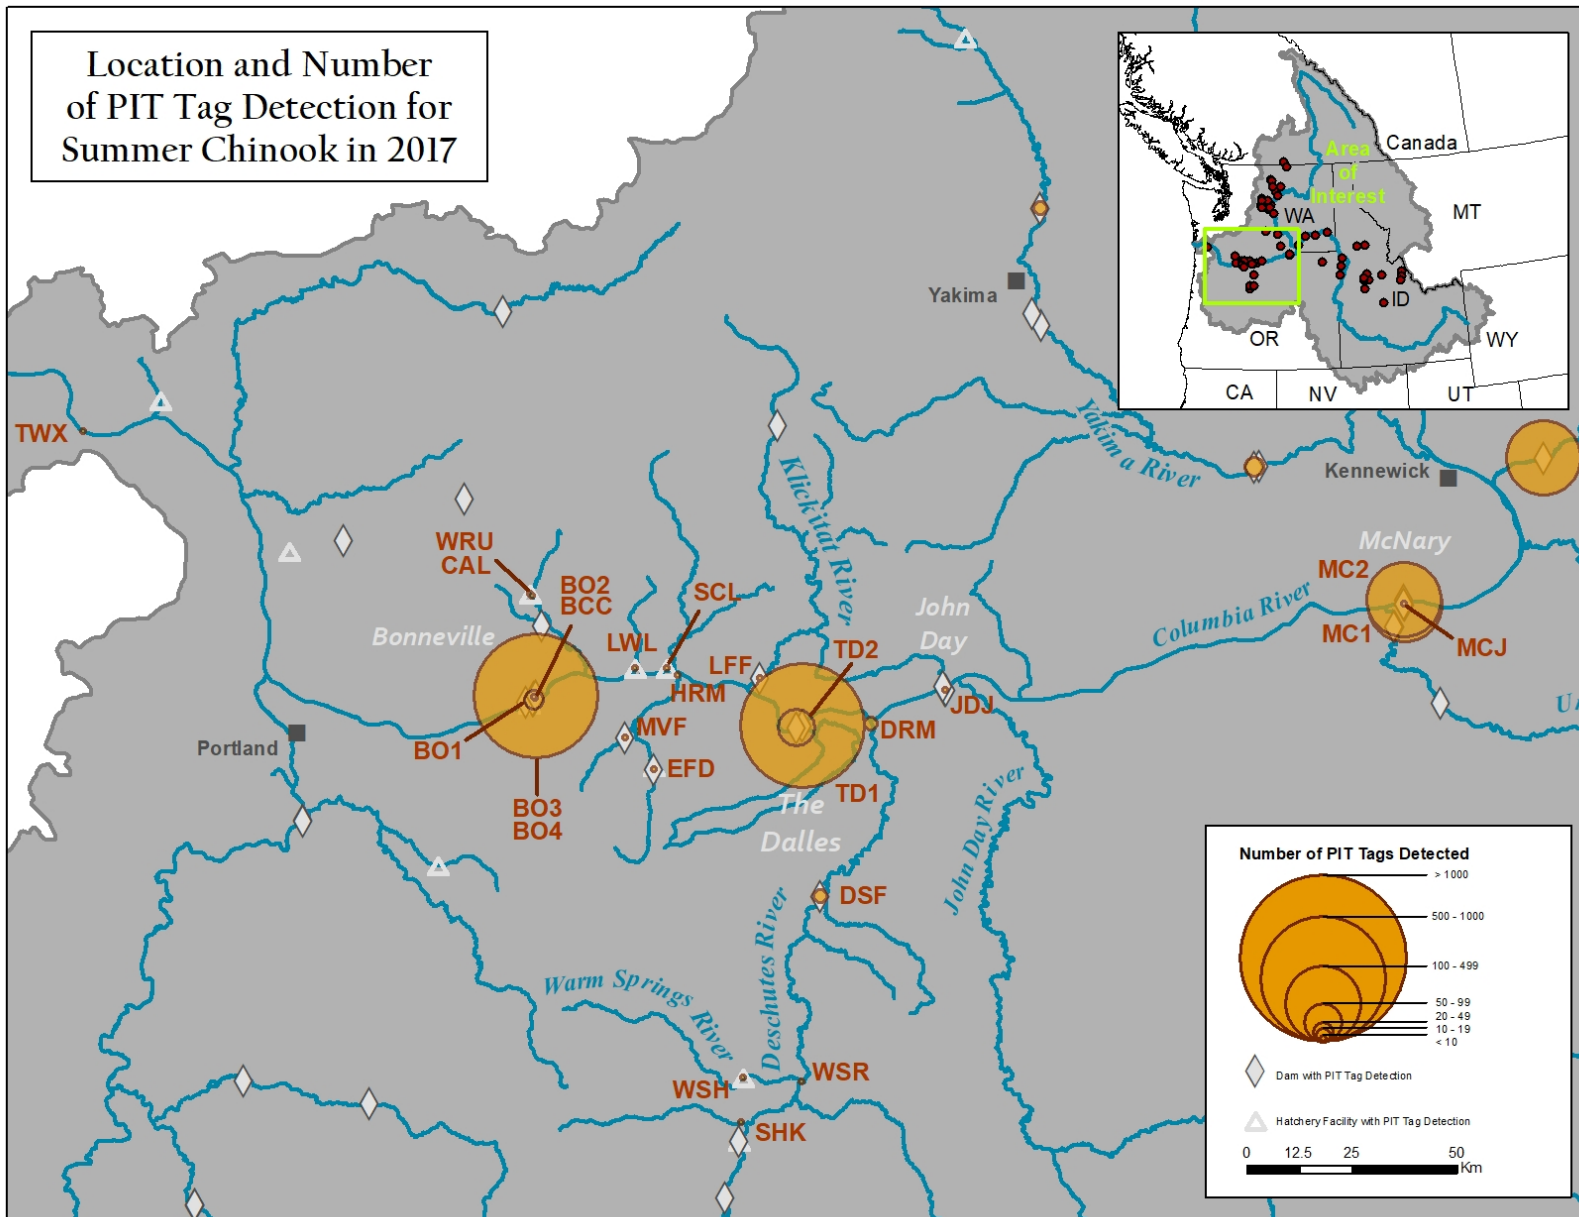 Location and Number
of PIT Tag Detection for
Summer Chinook in 2017
Canada
Area
of
Interest
WA
MT
ID
OR
WY
CA
NV
UT
Yakima
TWX
Yakima River
Kennewick
Klickitat River
McNary
WRU
CAL
BO2
BCC
SCL
MC2
John
Day
Columbia River
Bonneville
LWL
LFF
TD2
MC1
MCJ
HRM
JDJ
MVF
DRM
Portland
BO1
EFD
TD1
The
Dalles
BO3
BO4
John Day River
DSF
Deschutes River
Warm Springs River
WSR
WSH
SHK
Number of PIT Tags Detected
> 1000
500 - 1000
100 - 499
50 - 99
20 - 49
10 - 19
< 10
Dam with PIT Tag Detection
Hatchery Facility with PIT Tag Detection
0 12.5 25 50
Km